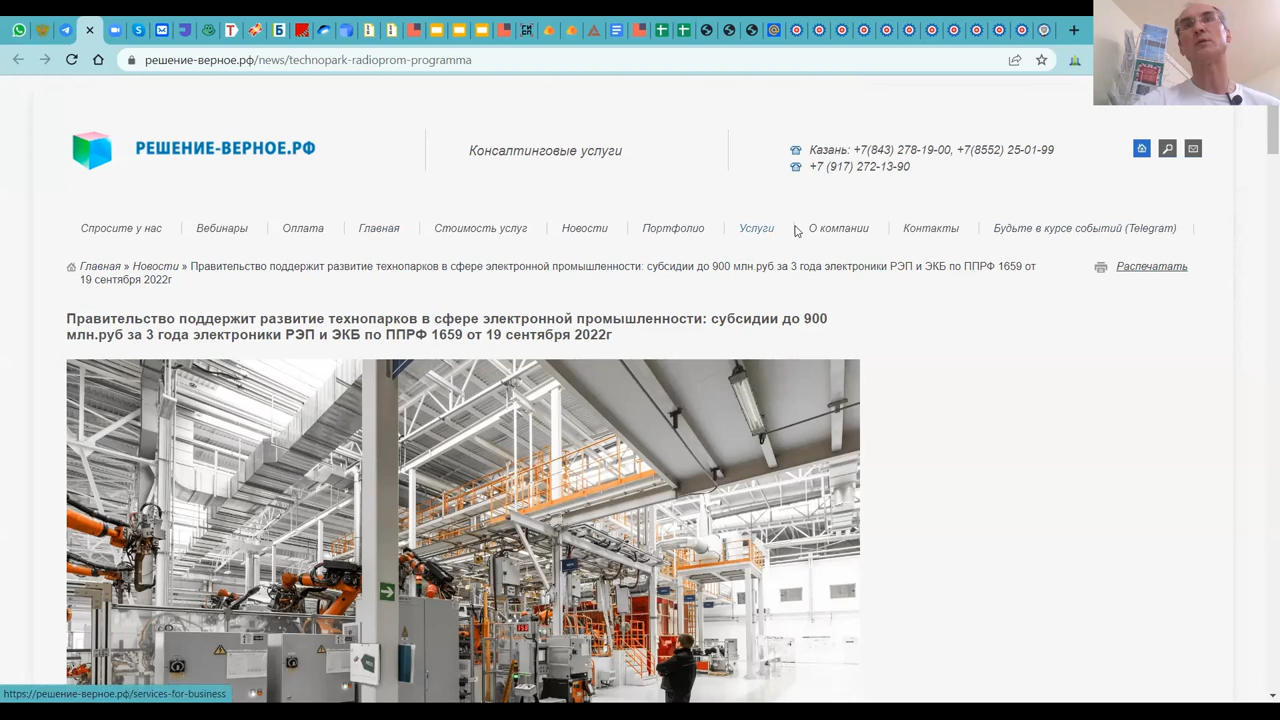 решение-верное.рф/news/technopark-radioprom-programma
РЕШЕНИЕ-ВЕРНОЕ.РФ
Консалтинговые услуги
Казань: +7(843) 278-19-00, +7(8552) 25-01-99
+7 (917) 272-13-90
Спросите у нас
Вебинары
Оплата
Главная
Стоимость услуг
Новости
Портфолио
Услуги
О компании
Контакты
Будьте в курсе событий (Telegram)
Главная » Новости » Правительство поддержит развитие технопарков в сфере электронной промышленности: субсидии до 900 млн.руб за 3 года электроники РЭП и ЭКБ по ППРФ 1659 от
19 сентября 2022г
Распечатать
Правительство поддержит развитие технопарков в сфере электронной промышленности: субсидии до 900
млн.руб за 3 года электроники РЭП и ЭКБ по ППРФ 1659 от 19 сентября 2022г
https://решение-верное.рф/services-for-business